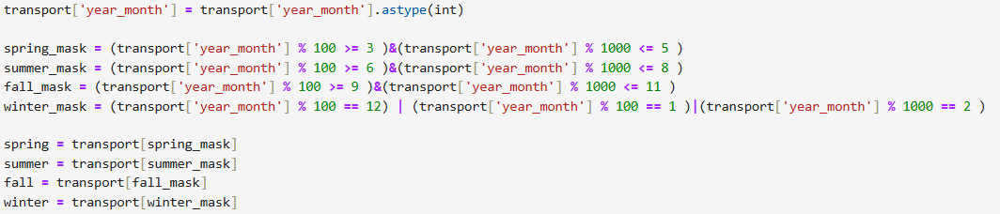 transport['year_month'] = transport['year_month'].astype(int)
spring_mask = (transport['year_month'] % 100 >= 3 )&(transport['year_month'] % 1000 <= 5 )
summer_mask = (transport['year_month'] % 100 >= 6 )&(transport['year_month'] % 1000 <= 8 )
fall_mask = (transport['year_month'] % 100 >= 9 )&(transport['year_month'] % 1000 <= 11 )
winter_mask = (transport['year_month'] % 100 == 12) | (transport['year_month'] % 100 == 1 )|(transport['year_month'] % 1000 == 2 )
spring = transport[spring_mask]
summer = transport[summer_mask]
fall = transport[fall_mask]
winter = transport[winter_mask]